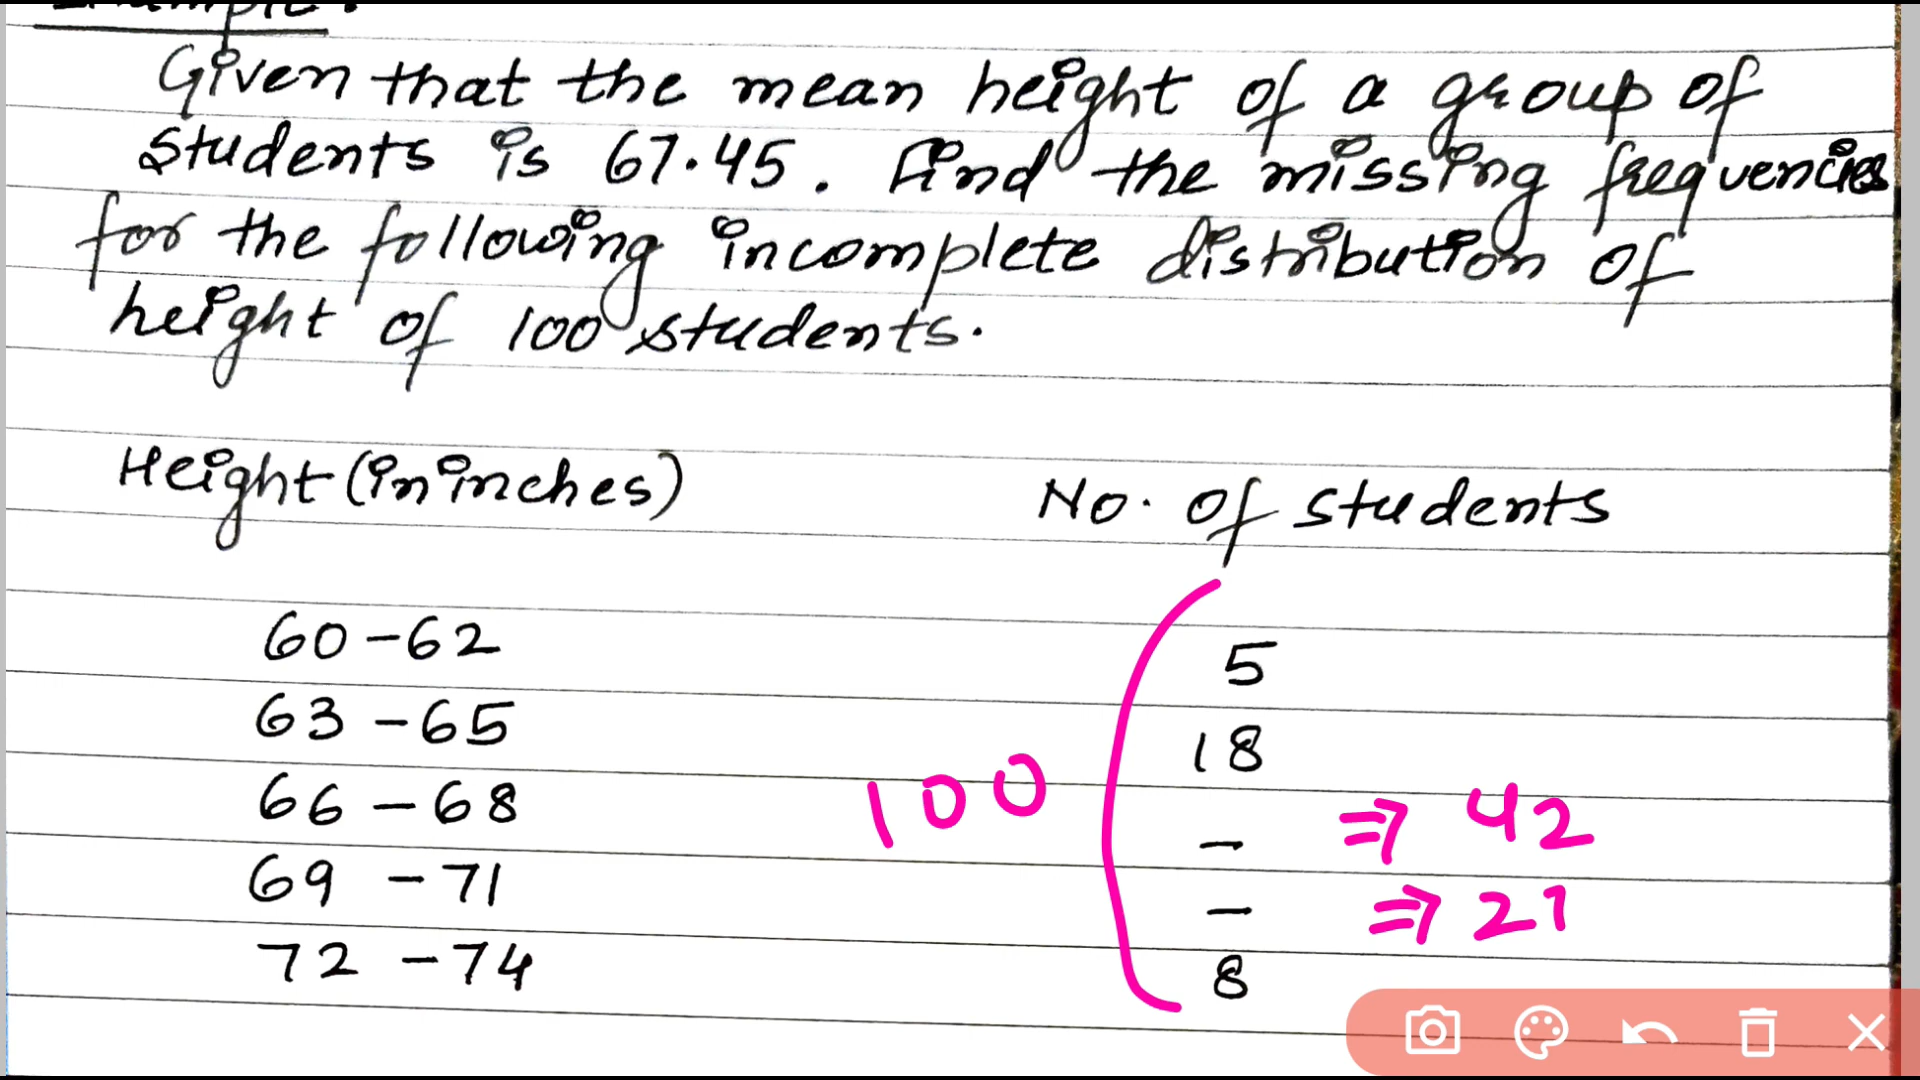 Example:
Given that the mean height of a group of
students is 67.45. Find the missing frequencies
for the following incomplete distribution of
height of 100 students.
Height (in inches) No. of students
60-62 5
63-65 18
66-68 - ⇒ 42
69-71 - ⇒ 27
72-74 8
100